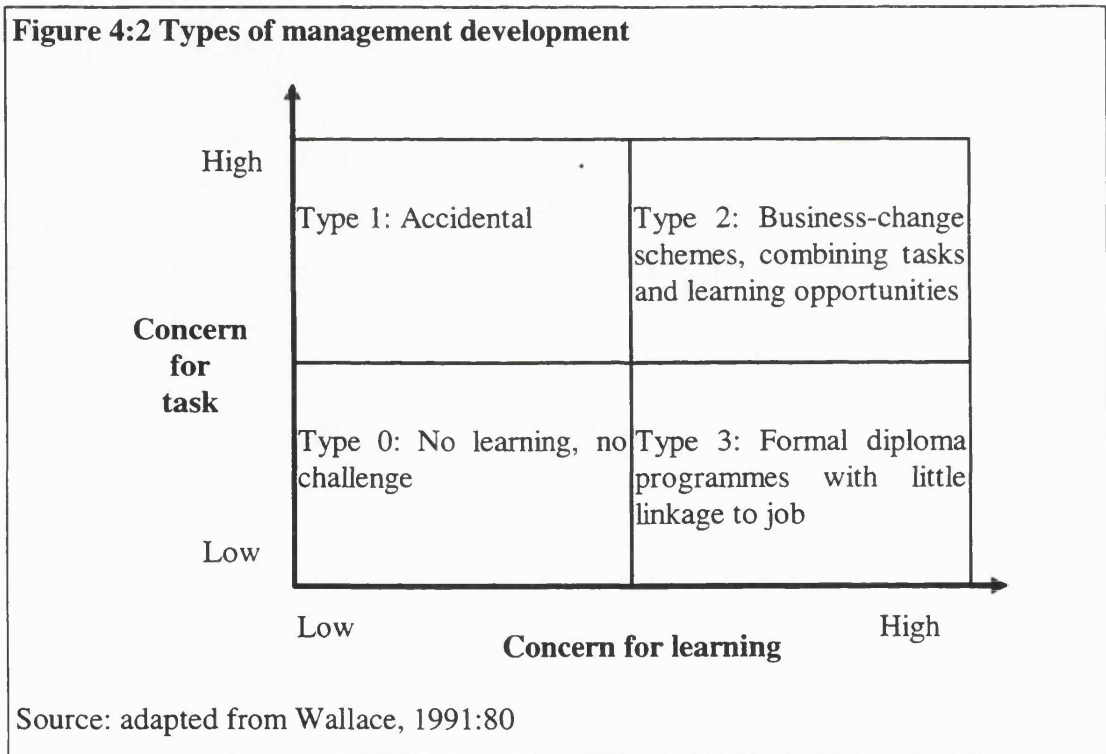 Figure 4:2 Types of management development
High
Type 1: Accidental
Type 2: Business-change
schemes, combining tasks
and learning opportunities
Concern
for
task
Type 0: No learning, no
challenge
Type 3: Formal diploma
programmes with little
linkage to job
Low
Low
High
Concern for learning
Source: adapted from Wallace, 1991:80